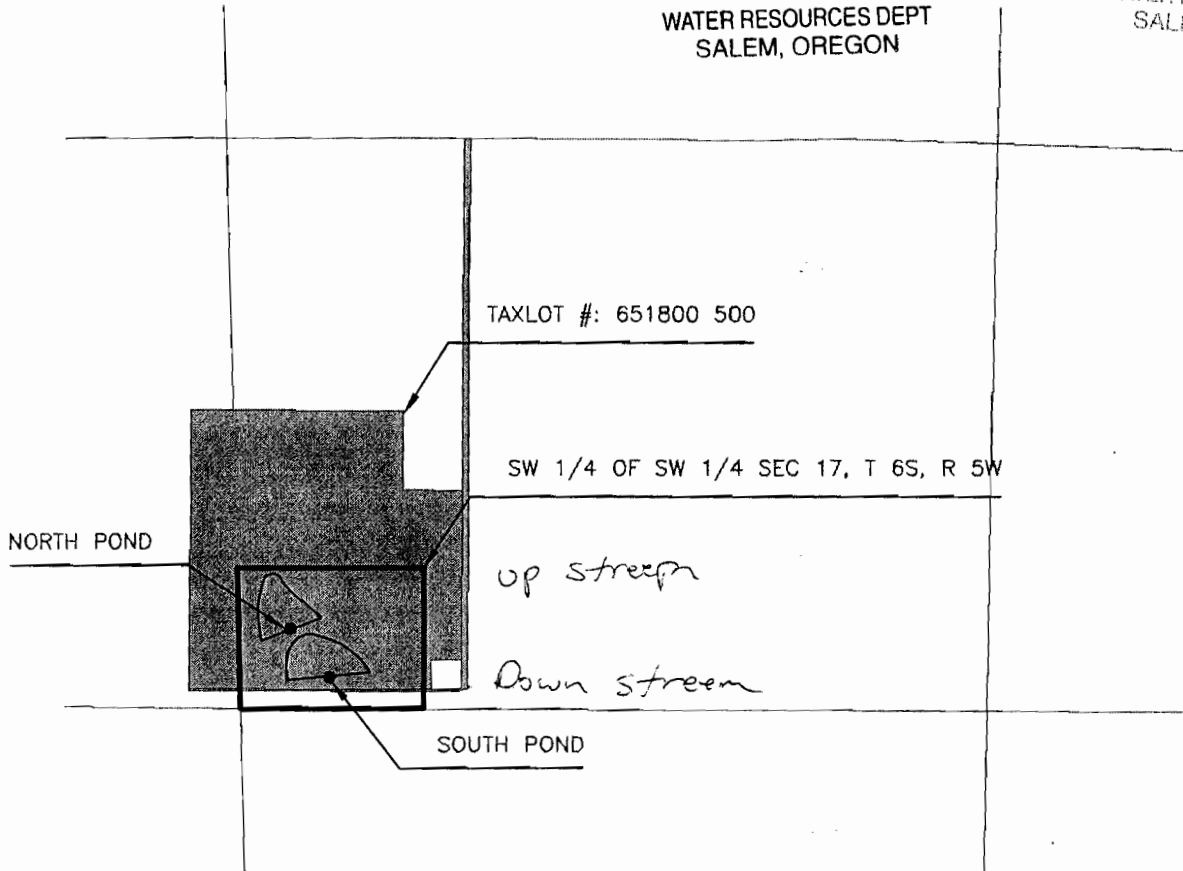 WATER RESOURCES DEPT
SALEM, OREGON
TAXLOT #: 651800 500
SW 1/4 OF SW 1/4 SEC 17, T 6S, R 5W
NORTH POND
up streem
Down streem
SOUTH POND